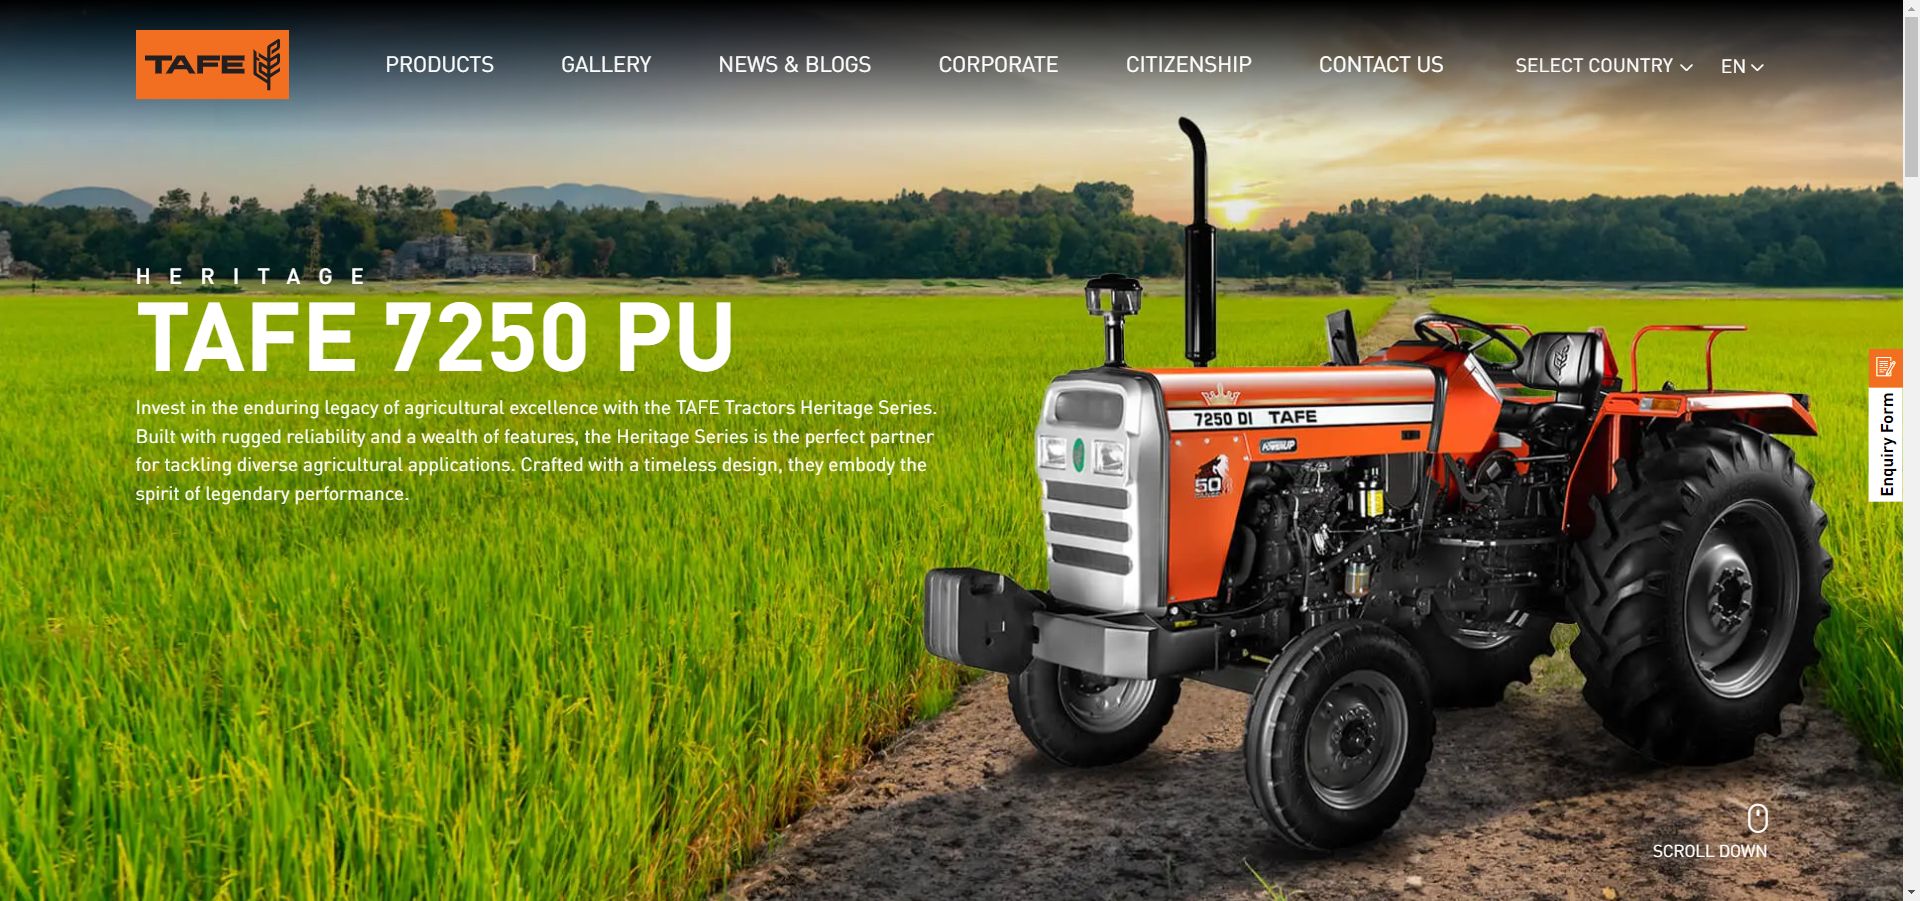 TAFE
PRODUCTS
GALLERY
NEWS & BLOGS
CORPORATE
CITIZENSHIP
CONTACT US
SELECT COUNTRY
EN
HERITAGE
TAFE 7250 PU
Invest in the enduring legacy of agricultural excellence with the TAFE Tractors Heritage Series.
Built with rugged reliability and a wealth of features, the Heritage Series is the perfect partner
for tackling diverse agricultural applications. Crafted with a timeless design, they embody the
spirit of legendary performance.
7250 DI TAFE
POWERUP
50
Enquiry Form
SCROLL DOWN